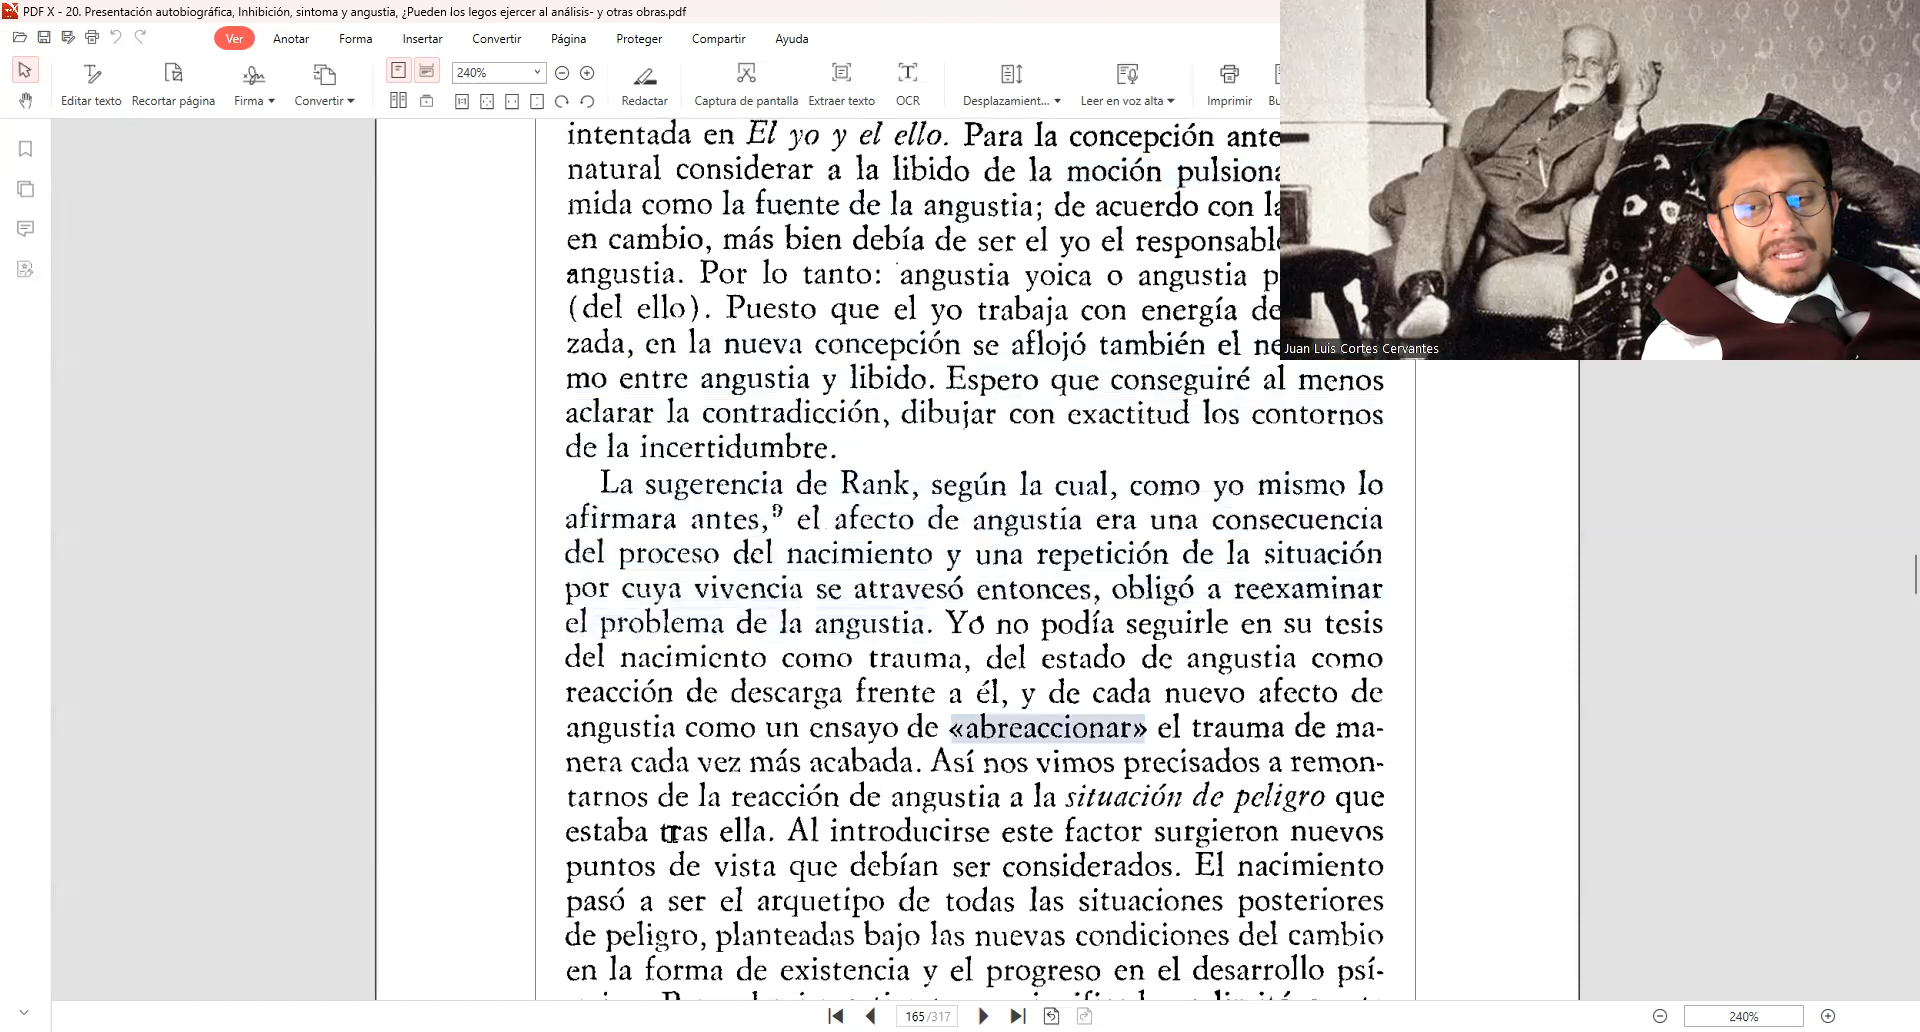 PDF X - 20. Presentación autobiográfica, Inhibición, sintoma y angustia, ¿Pueden los legos ejercer al análisis- y otras obras.pdf
Ver Anotar Forma Insertar Convertir Página Proteger Compartir Ayuda
240%
Editar texto Recortar página Firma Convertir Redactar Captura de pantalla Extraer texto OCR Desplazamient... Leer en voz alta Imprimir Bu
intentada en El yo y el ello. Para la concepción ante
natural considerar a la libido de la moción pulsiona
mida como la fuente de la angustia; de acuerdo con la
en cambio, más bien debía de ser el yo el responsable
angustia. Por lo tanto: angustia yoica o angustia p
(del ello). Puesto que el yo trabaja con energía de
zada, en la nueva concepción se aflojó también el ne
Juan Luis Cortes Cervantes
mo entre angustia y libido. Espero que conseguiré al menos
aclarar la contradicción, dibujar con exactitud los contornos
de la incertidumbre.
La sugerencia de Rank, según la cual, como yo mismo lo
afirmara antes,⁹ el afecto de angustia era una consecuencia
del proceso del nacimiento y una repetición de la situación
por cuya vivencia se atravesó entonces, obligó a reexaminar
el problema de la angustia. Yo no podía seguirle en su tesis
del nacimiento como trauma, del estado de angustia como
reacción de descarga frente a él, y de cada nuevo afecto de
angustia como un ensayo de «abreaccionar» el trauma de ma-
nera cada vez más acabada. Así nos vimos precisados a remon-
tarnos de la reacción de angustia a la situación de peligro que
estaba tras ella. Al introducirse este factor surgieron nuevos
puntos de vista que debían ser considerados. El nacimiento
pasó a ser el arquetipo de todas las situaciones posteriores
de peligro, planteadas bajo las nuevas condiciones del cambio
en la forma de existencia y el progreso en el desarrollo psí-
165/317
240%